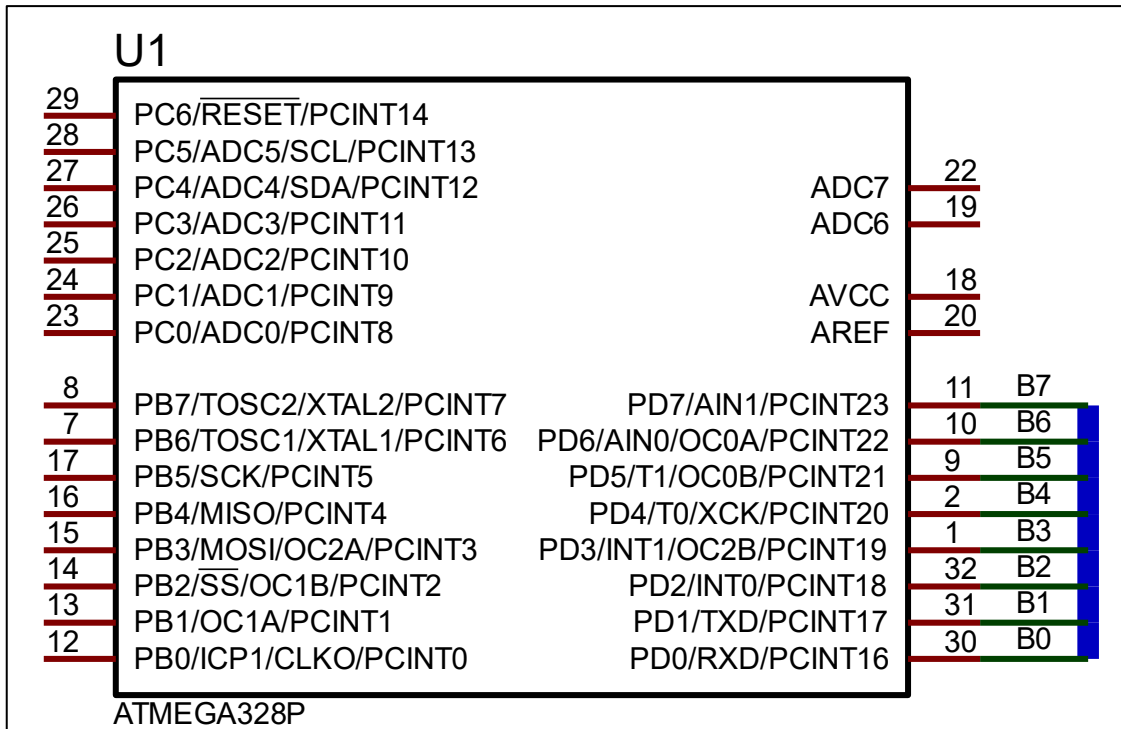 U1
29 PC6/RESET/PCINT14
28 PC5/ADC5/SCL/PCINT13
27 PC4/ADC4/SDA/PCINT12 ADC7 22
26 PC3/ADC3/PCINT11 ADC6 19
25 PC2/ADC2/PCINT10
24 PC1/ADC1/PCINT9 AVCC 18
23 PC0/ADC0/PCINT8 AREF 20
8 PB7/TOSC2/XTAL2/PCINT7 PD7/AIN1/PCINT23 11 B7
7 PB6/TOSC1/XTAL1/PCINT6 PD6/AIN0/OC0A/PCINT22 10 B6
17 PB5/SCK/PCINT5 PD5/T1/OC0B/PCINT21 9 B5
16 PB4/MISO/PCINT4 PD4/T0/XCK/PCINT20 2 B4
15 PB3/MOSI/OC2A/PCINT3 PD3/INT1/OC2B/PCINT19 1 B3
14 PB2/SS/OC1B/PCINT2 PD2/INT0/PCINT18 32 B2
13 PB1/OC1A/PCINT1 PD1/TXD/PCINT17 31 B1
12 PB0/ICP1/CLKO/PCINT0 PD0/RXD/PCINT16 30 B0
ATMEGA328P